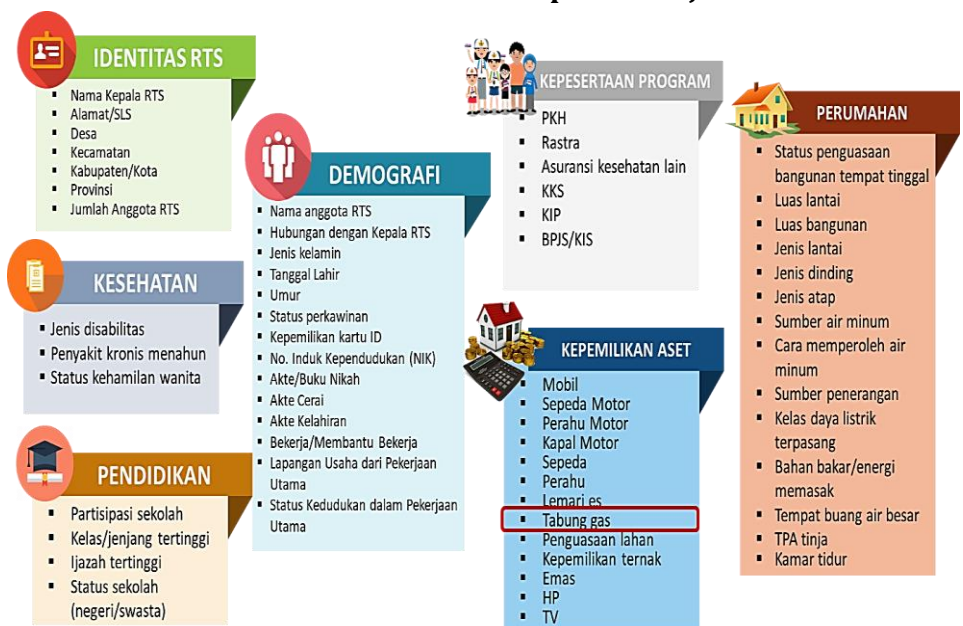 IDENTITAS RTS
▪ Nama Kepala RTS
▪ Alamat/SLS
▪ Desa
▪ Kecamatan
▪ Kabupaten/Kota
▪ Provinsi
▪ Jumlah Anggota RTS
KESEHATAN
▪ Jenis disabilitas
▪ Penyakit kronis menahun
▪ Status kehamilan wanita
PENDIDIKAN
▪ Partisipasi sekolah
▪ Kelas/jenjang tertinggi
▪ Ijazah tertinggi
▪ Status sekolah
(negeri/swasta)
DEMOGRAFI
▪ Nama anggota RTS
▪ Hubungan dengan Kepala RTS
▪ Jenis kelamin
▪ Tanggal Lahir
▪ Umur
▪ Status perkawinan
▪ Kepemilikan kartu ID
▪ No. Induk Kependudukan (NIK)
▪ Akte/Buku Nikah
▪ Akte Cerai
▪ Akte Kelahiran
▪ Bekerja/Membantu Bekerja
▪ Lapangan Usaha dari Pekerjaan
Utama
▪ Status Kedudukan dalam Pekerjaan
Utama
KEPESERTAAN PROGRAM
▪ PKH
▪ Rastra
▪ Asuransi kesehatan lain
▪ KKS
▪ KIP
▪ BPJS/KIS
KEPEMILIKAN ASET
▪ Mobil
▪ Sepeda Motor
▪ Perahu Motor
▪ Kapal Motor
▪ Sepeda
▪ Perahu
▪ Lemari es
▪ Tabung gas
▪ Penguasaan lahan
▪ Kepemilikan ternak
▪ Emas
▪ HP
▪ TV
PERUMAHAN
▪ Status penguasaan
bangunan tempat tinggal
▪ Luas lantai
▪ Luas bangunan
▪ Jenis lantai
▪ Jenis dinding
▪ Jenis atap
▪ Sumber air minum
▪ Cara memperoleh air
minum
▪ Sumber penerangan
▪ Kelas daya listrik
terpasang
▪ Bahan bakar/energi
memasak
▪ Tempat buang air besar
▪ TPA tinja
▪ Kamar tidur